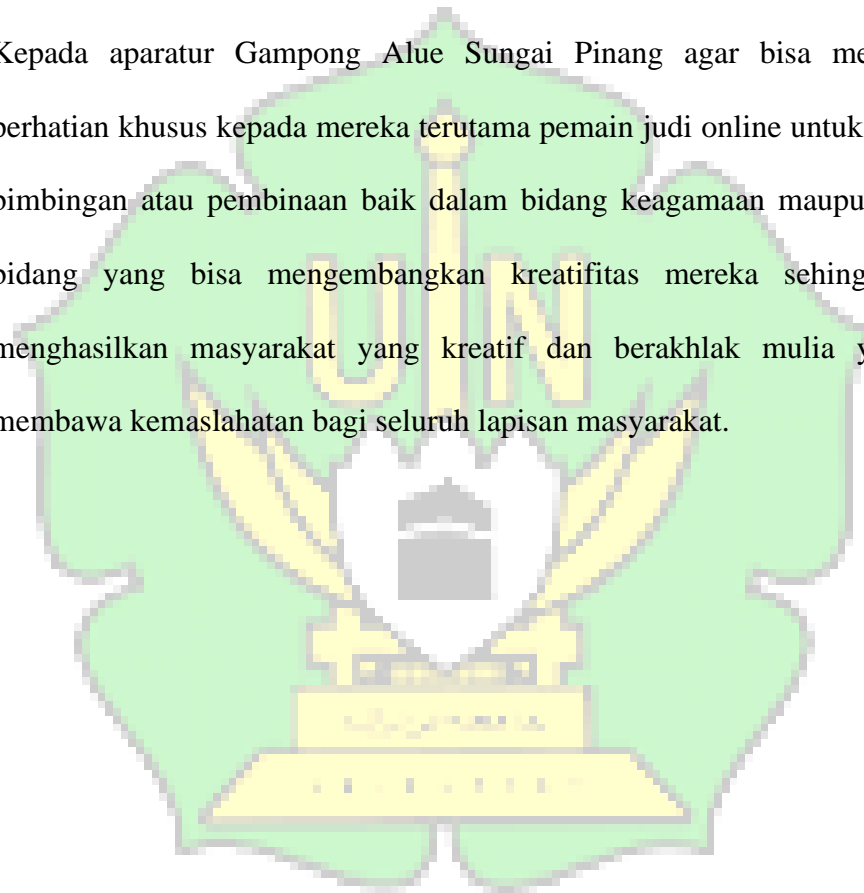 Kepada aparatur Gampong Alue Sungai Pinang agar bisa me
perhatian khusus kepada mereka terutama pemain judi online untuk
bimbingan atau pembinaan baik dalam bidang keagamaan maupu
bidang yang bisa mengembangkan kreatifitas mereka sehing
menghasilkan masyarakat yang kreatif dan berakhlak mulia y
membawa kemaslahatan bagi seluruh lapisan masyarakat.
UIN